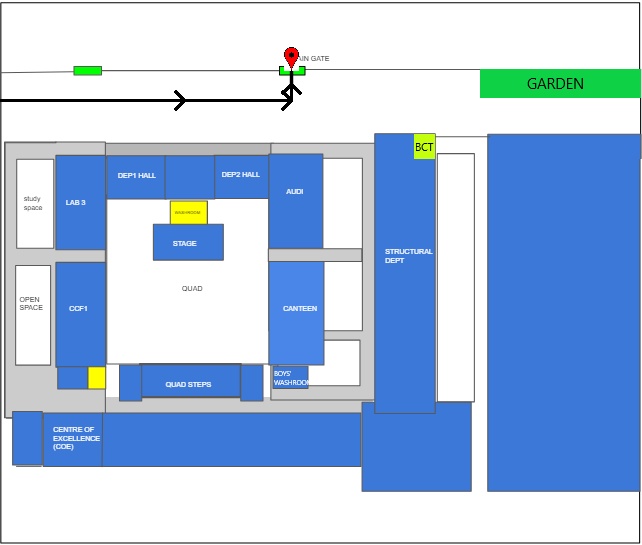 AIN GATE
GARDEN
BCT
DEP1 HALL
DEP2 HALL
study
space
LAB 3
AUDI
WASHROOM
STAGE
STRUCTURAL
DEPT
QUAD
OPEN
SPACE
CCF1
CANTEEN
BOYS'
WASHROOM
QUAD STEPS
CENTRE OF
EXCELLENCE
(COE)